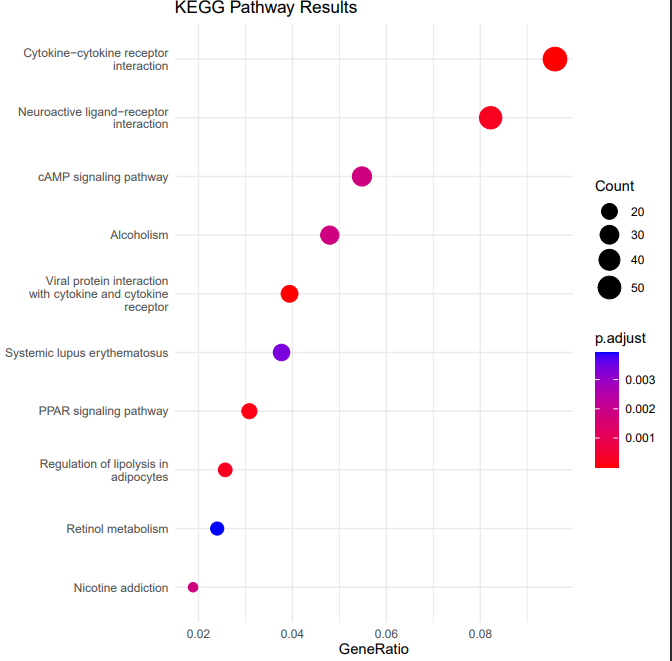 KEGG Pathway Results
Cytokine−cytokine receptor
interaction
Neuroactive ligand−receptor
interaction
cAMP signaling pathway
Alcoholism
Viral protein interaction
with cytokine and cytokine
receptor
Systemic lupus erythematosus
PPAR signaling pathway
Regulation of lipolysis in
adipocytes
Retinol metabolism
Nicotine addiction
0.02 0.04 0.06 0.08
GeneRatio
Count
20
30
40
50
p.adjust
0.003
0.002
0.001